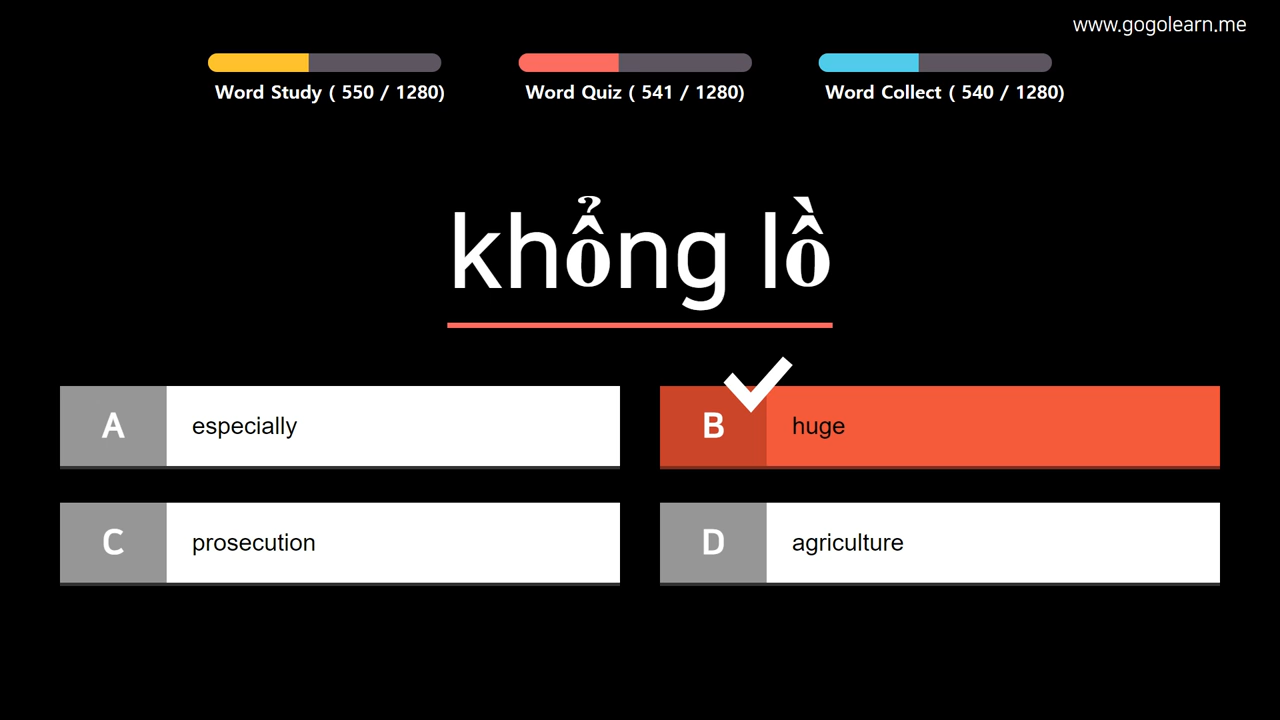 www.gogolearn.me
Word Study ( 550 / 1280)
Word Quiz ( 541 / 1280)
Word Collect ( 540 / 1280)
khổng lồ
A especially
B huge
C prosecution
D agriculture